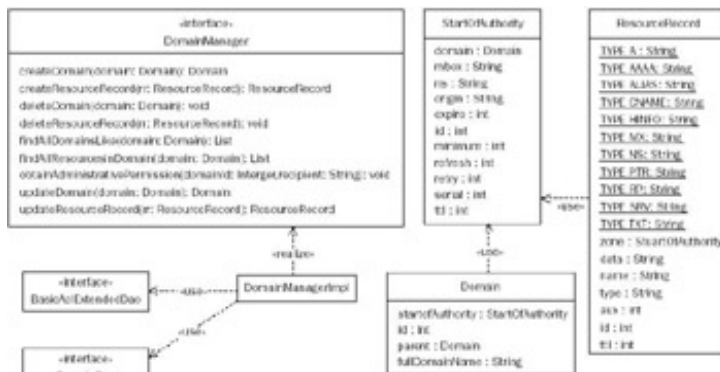 «interface»
DomainManager
createDomain(domain: Domain): Domain
createResourceRecord(rr: ResourceRecord): ResourceRecord
deleteDomain(domain: Domain): void
deleteResourceRecord(rr: ResourceRecord): void
findAllDomainsLike(domain: Domain): List
findAllResourcesInDomain(domain: Domain): List
obtainAdministrativePermission(domainId: Interger, recipient: String): void
updateDomain(domain: Domain): Domain
updateResourceRecord(rr: ResourceRecord): ResourceRecord
StartOfAuthority
domain : Domain
mbox : String
ns : String
origin : String
expire : int
id : int
minimum : int
refresh : int
retry : int
serial : int
ttl : int
ResourceRecord
TYPE_A : String
TYPE_AAAA : String
TYPE_ALIAS : String
TYPE_CNAME : String
TYPE_HINFO : String
TYPE_MX : String
TYPE_NS : String
TYPE_PTR : String
TYPE_RP : String
TYPE_SRV : String
TYPE_TXT : String
zone : StartOfAuthority
data : String
name : String
type : String
aux : int
id : int
ttl : int
«use»
«use»
«realize»
«interface»
BasicAclExtendedDao
«use»
DomainManagerImpl
«use»
«interface»
Domain
startofAuthority : StartOfAuthority
id : int
parent : Domain
fullDomainName : String